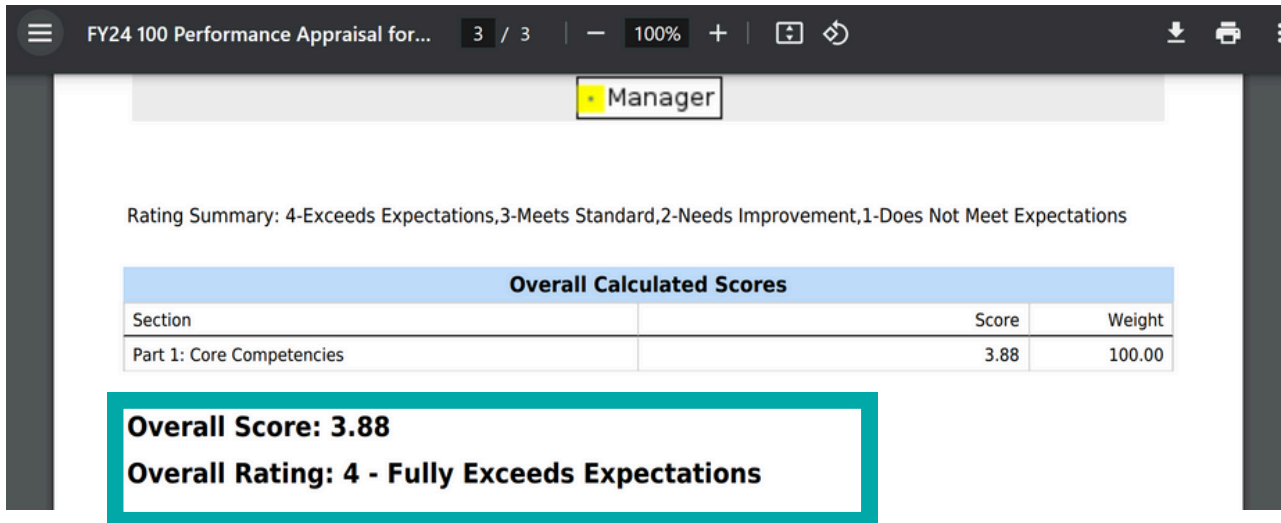 FY24 100 Performance Appraisal for... 3 / 3 | − 100% + |
Manager
Rating Summary: 4-Exceeds Expectations,3-Meets Standard,2-Needs Improvement,1-Does Not Meet Expectations
Overall Calculated Scores
Section Score Weight
Part 1: Core Competencies 3.88 100.00
Overall Score: 3.88
Overall Rating: 4 - Fully Exceeds Expectations